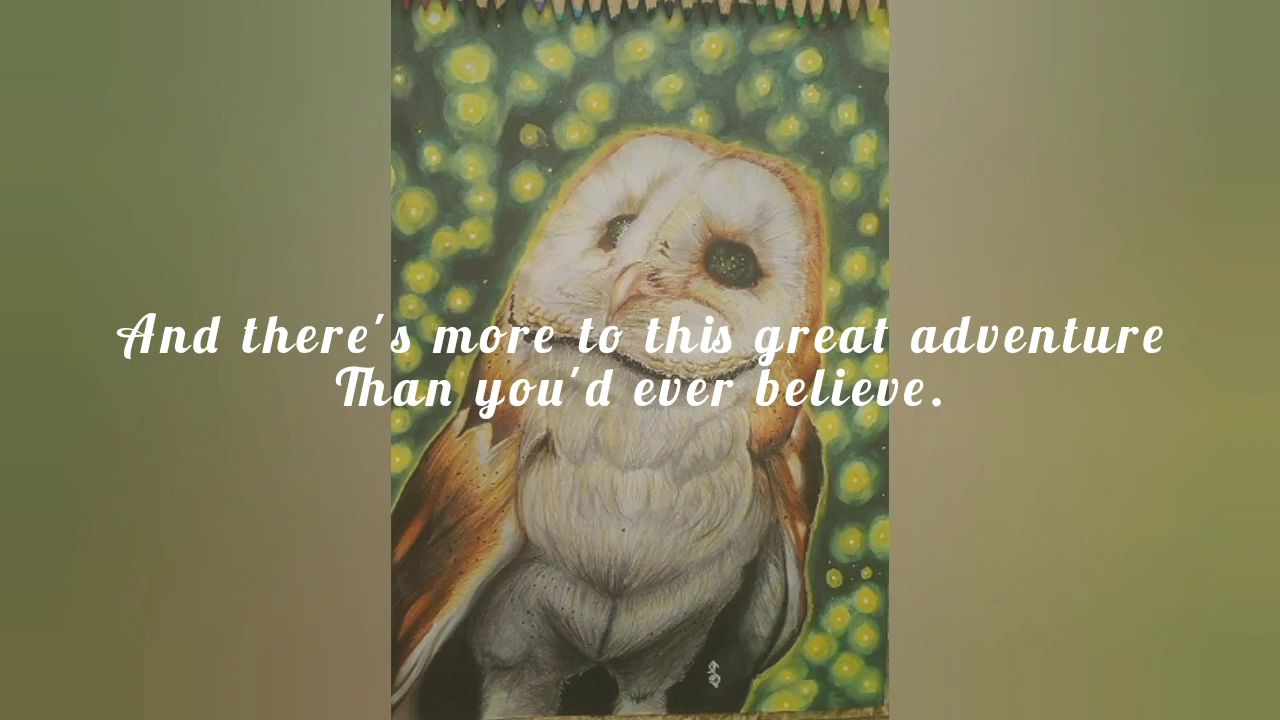 And there's more to this great adventure
Than you'd ever believe.